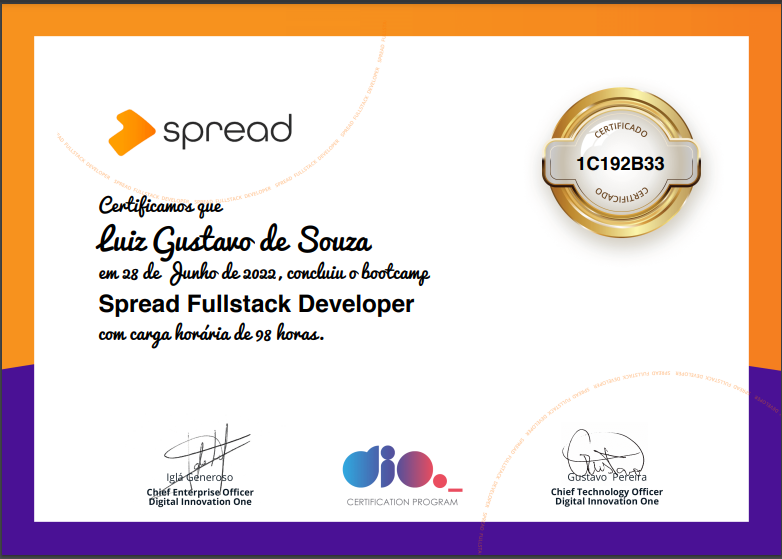 spread
CERTIFICADO
1C192B33
CERTIFICADO
Certificamos que
Luiz Gustavo de Souza
em 28 de Junho de 2022, concluiu o bootcamp
Spread Fullstack Developer
com carga horária de 98 horas.
Iglá Generoso
Chief Enterprise Officer
Digital Innovation One
dio_
CERTIFICATION PROGRAM
Gustavo Pereira
Chief Technology Officer
Digital Innovation One